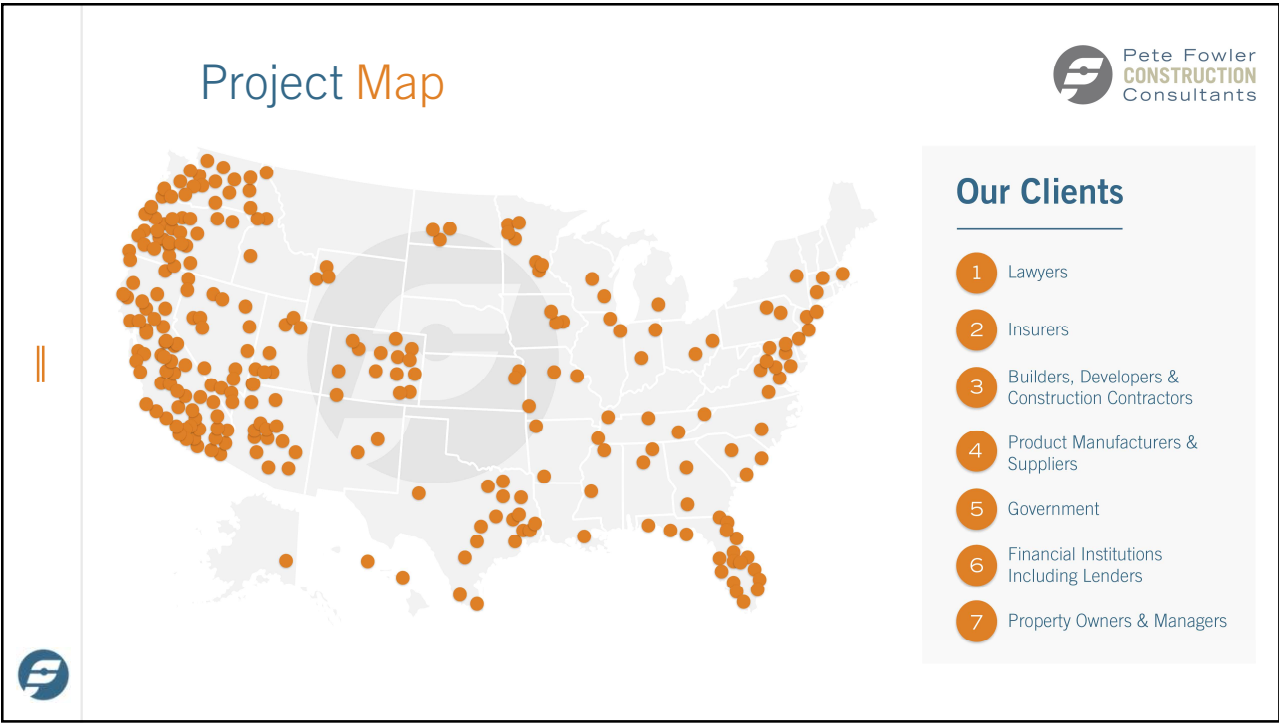 Project Map
Pete Fowler
CONSTRUCTION
Consultants
Our Clients
1 Lawyers
2 Insurers
3 Builders, Developers &
Construction Contractors
4 Product Manufacturers &
Suppliers
5 Government
6 Financial Institutions
Including Lenders
7 Property Owners & Managers